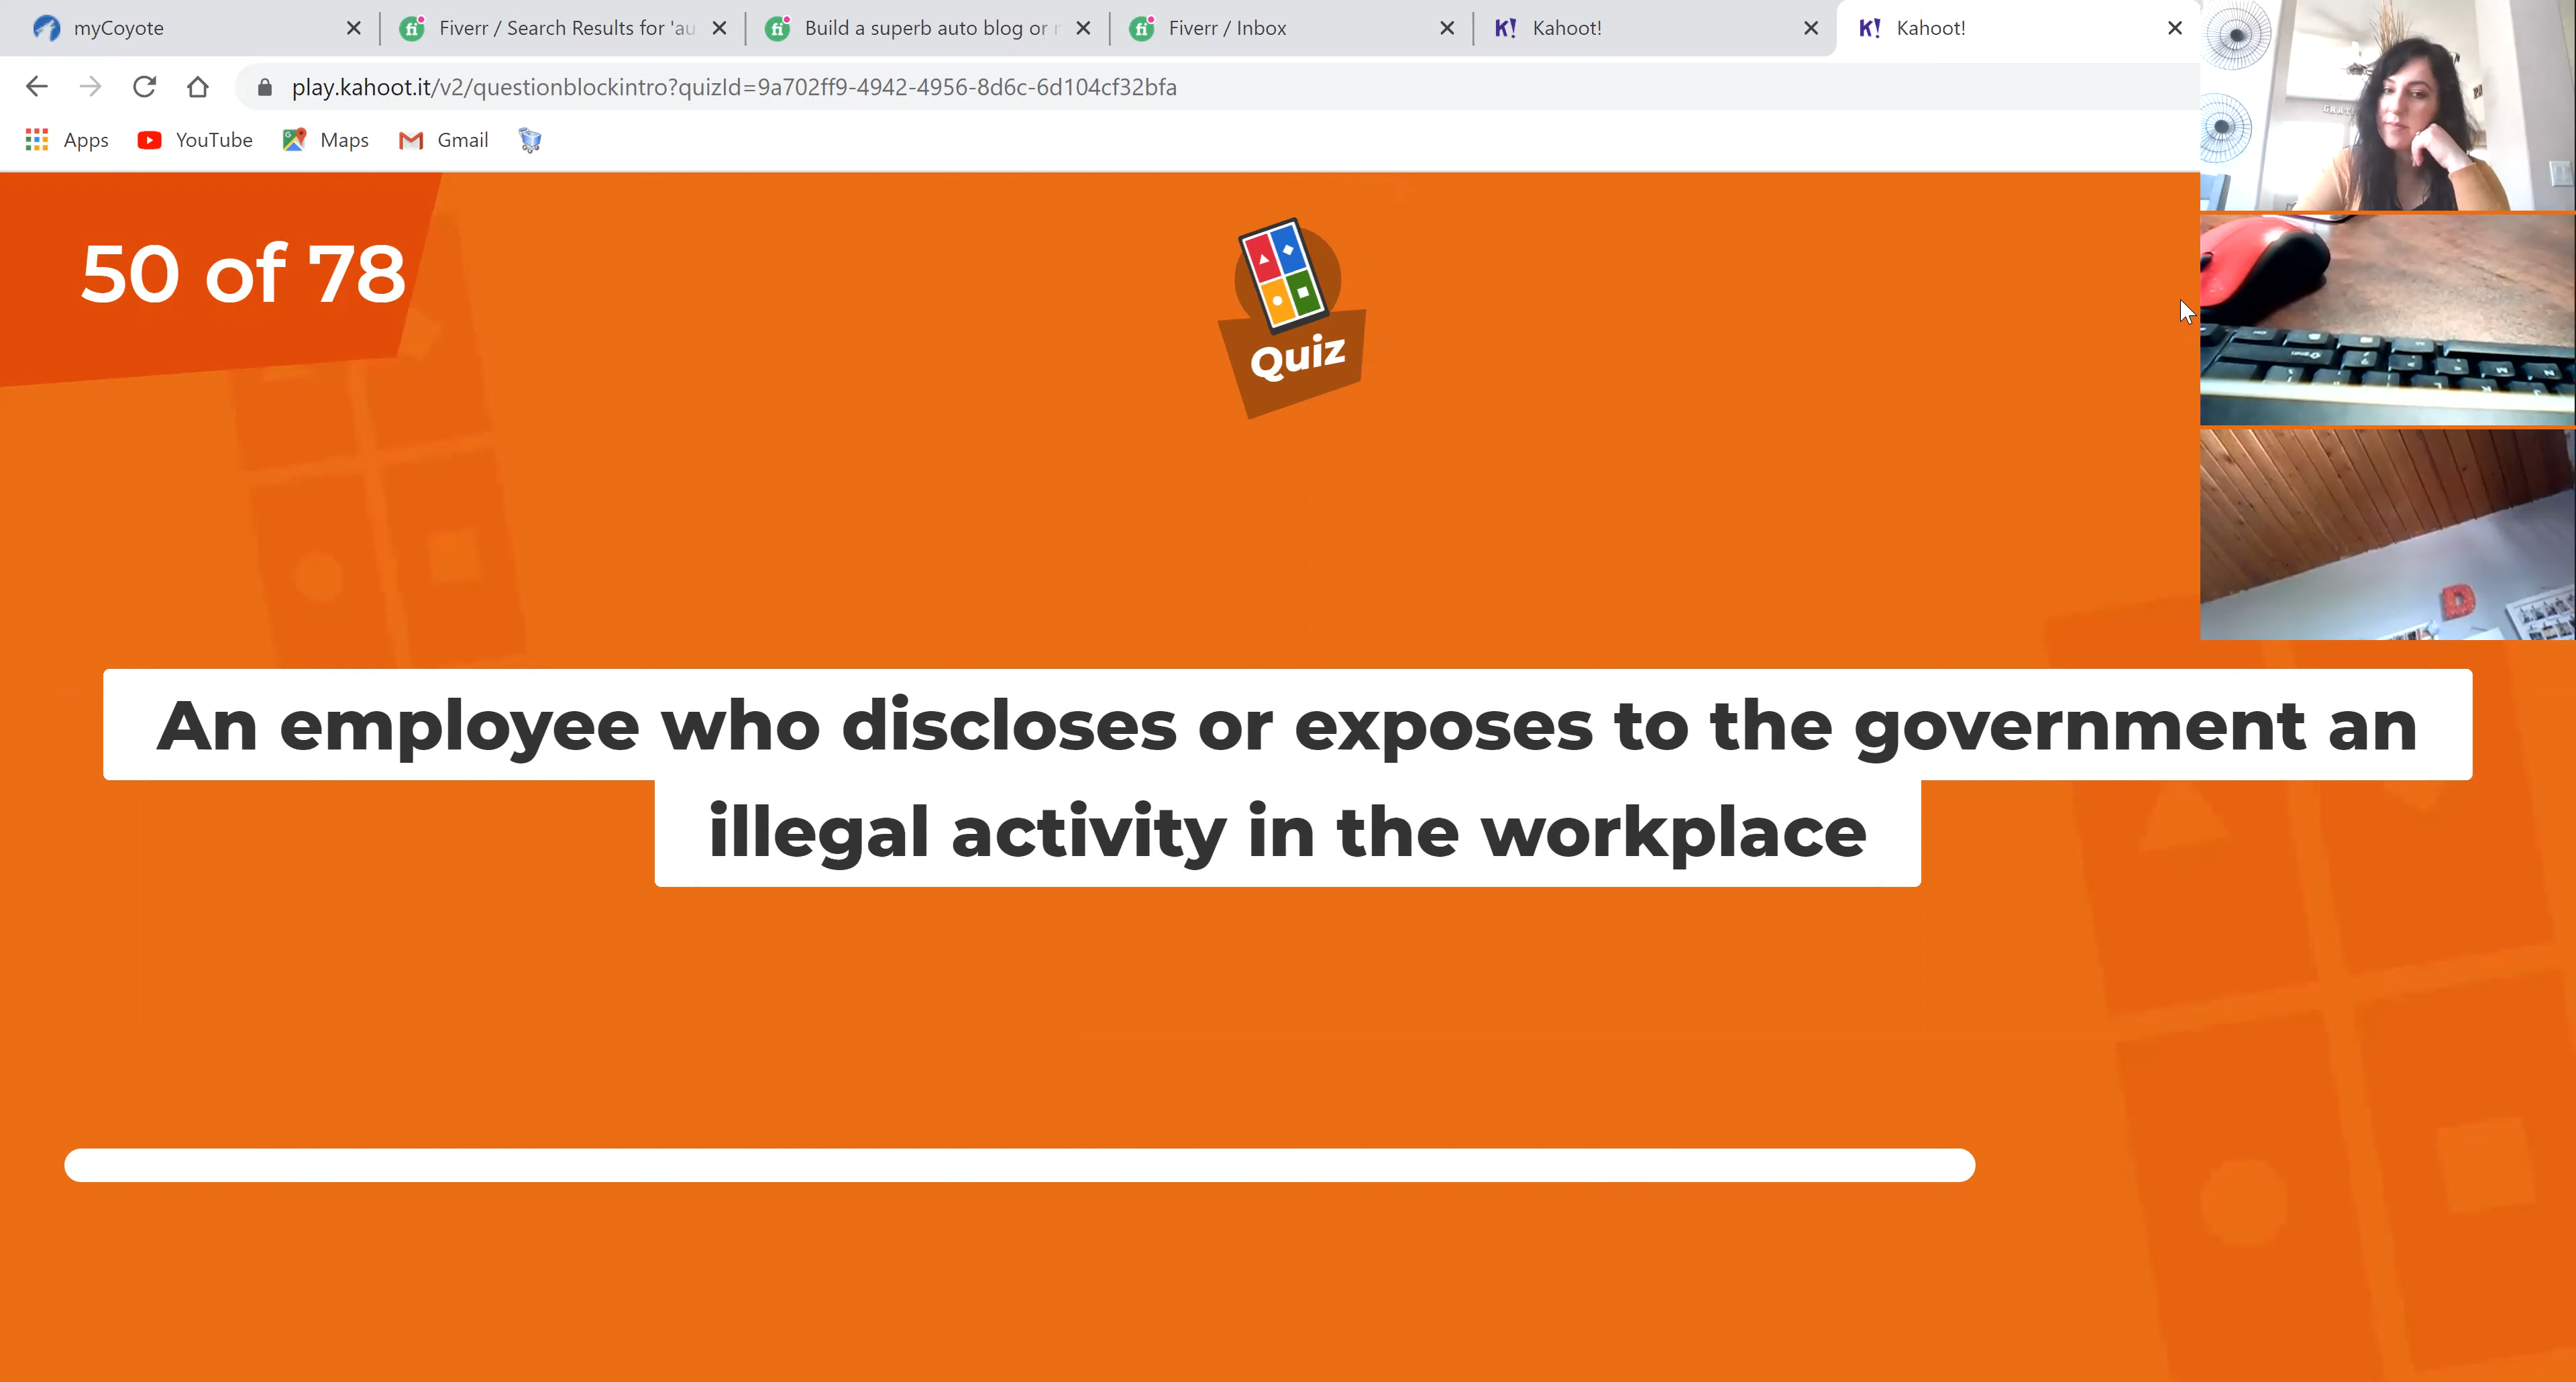 myCoyote
Fiverr / Search Results for 'au
Build a superb auto blog or r
Fiverr / Inbox
Kahoot!
Kahoot!
play.kahoot.it/v2/questionblockintro?quizId=9a702ff9-4942-4956-8d6c-6d104cf32bfa
Apps
YouTube
Maps
Gmail
50 of 78
Quiz
An employee who discloses or exposes to the government an
illegal activity in the workplace
D